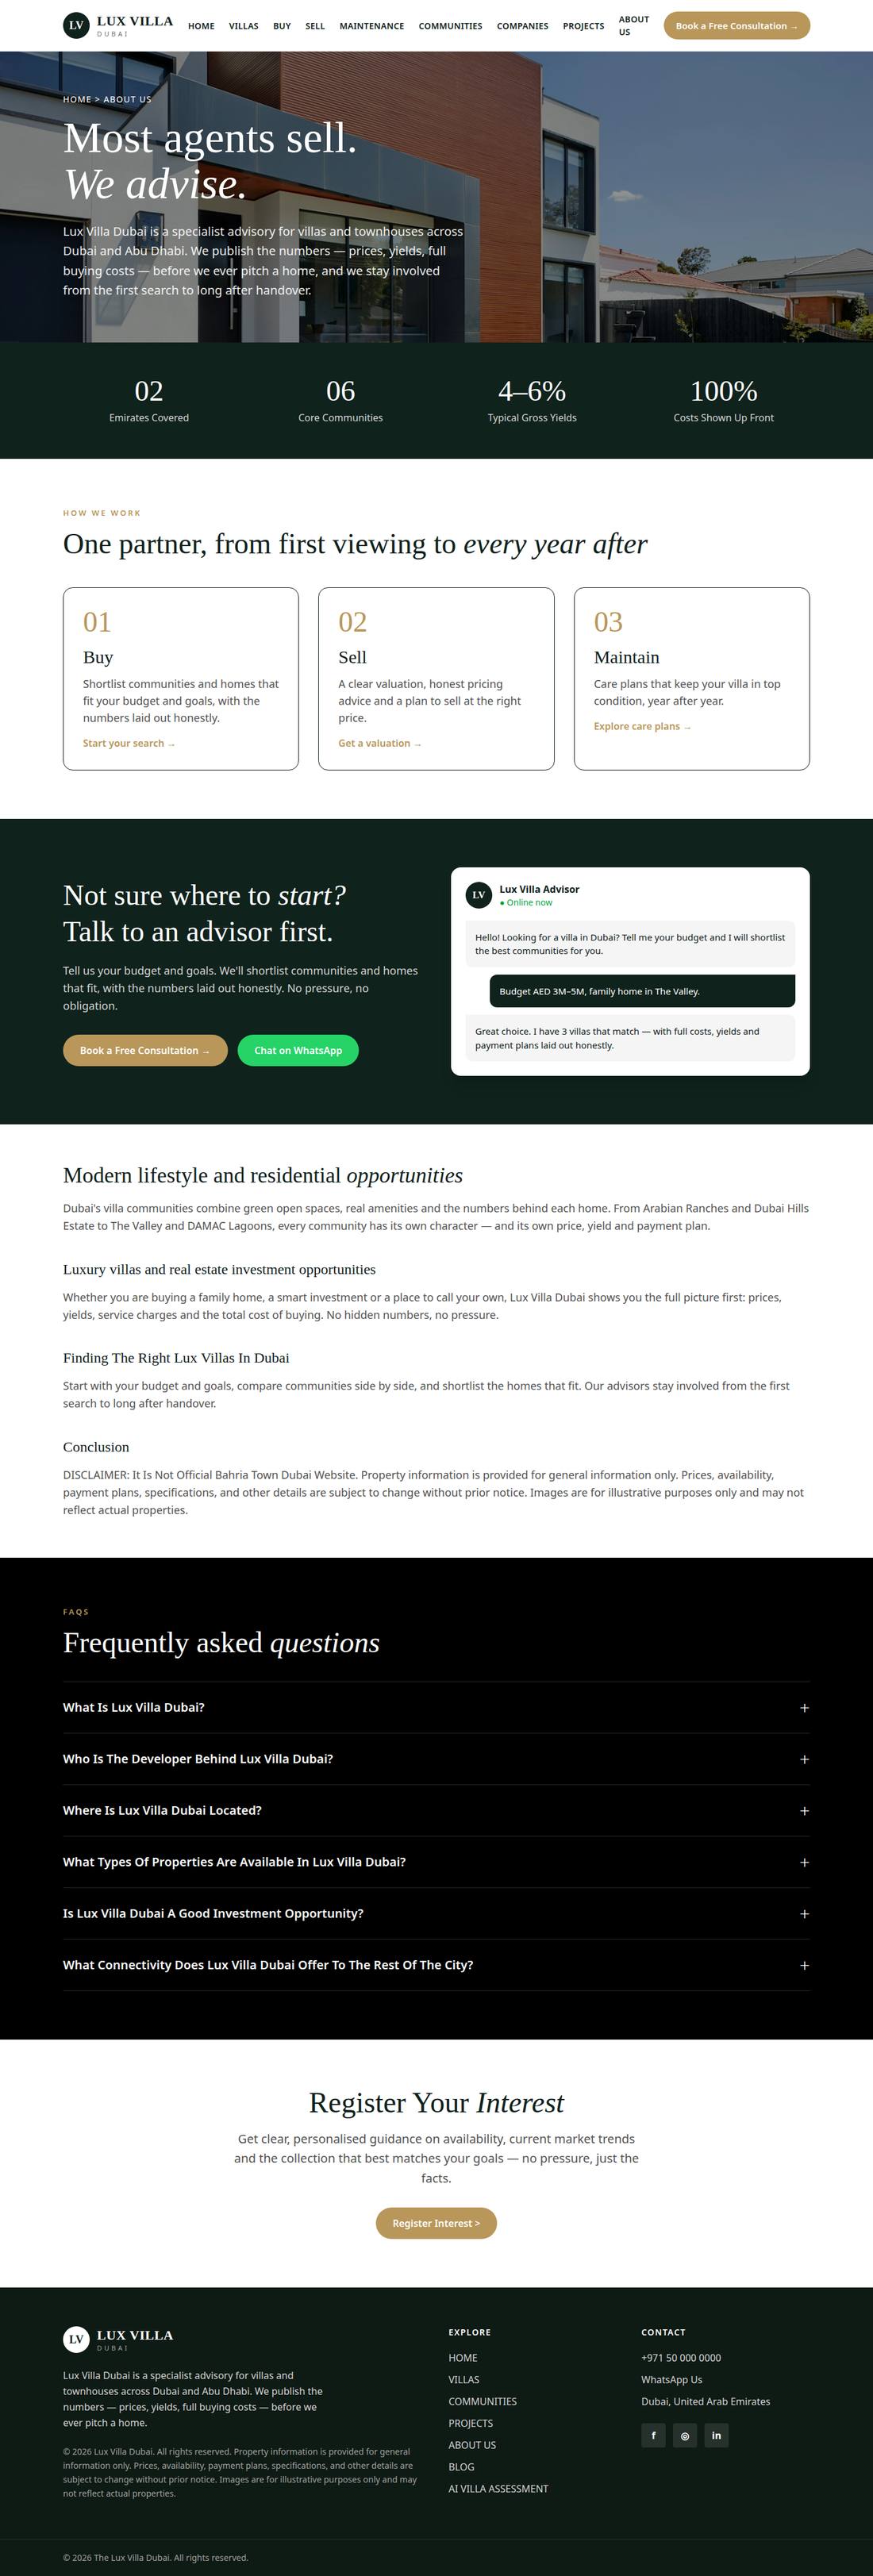 LV
LUX VILLA
DUBAI
HOME
VILLAS
BUY
SELL
MAINTENANCE
COMMUNITIES
COMPANIES
PROJECTS
ABOUT
US
Book a Free Consultation →
HOME > ABOUT US
Most agents sell.
We advise.
Lux Villa Dubai is a specialist advisory for villas and townhouses across
Dubai and Abu Dhabi. We publish the numbers — prices, yields, full
buying costs — before we ever pitch a home, and we stay involved
from the first search to long after handover.
02
Emirates Covered
06
Core Communities
4–6%
Typical Gross Yields
100%
Costs Shown Up Front
HOW WE WORK
One partner, from first viewing to every year after
01
Buy
Shortlist communities and homes that
fit your budget and goals, with the
numbers laid out honestly.
Start your search →
02
Sell
A clear valuation, honest pricing
advice and a plan to sell at the right
price.
Get a valuation →
03
Maintain
Care plans that keep your villa in top
condition, year after year.
Explore care plans →
Not sure where to start?
Talk to an advisor first.
Tell us your budget and goals. We'll shortlist communities and homes
that fit, with the numbers laid out honestly. No pressure, no
obligation.
Book a Free Consultation →
Chat on WhatsApp
LV
Lux Villa Advisor
● Online now
Hello! Looking for a villa in Dubai? Tell me your budget and I will shortlist
the best communities for you.
Budget AED 3M–5M, family home in The Valley.
Great choice. I have 3 villas that match — with full costs, yields and
payment plans laid out honestly.
Modern lifestyle and residential opportunities
Dubai's villa communities combine green open spaces, real amenities and the numbers behind each home. From Arabian Ranches and Dubai Hills
Estate to The Valley and DAMAC Lagoons, every community has its own character — and its own price, yield and payment plan.
Luxury villas and real estate investment opportunities
Whether you are buying a family home, a smart investment or a place to call your own, Lux Villa Dubai shows you the full picture first: prices,
yields, service charges and the total cost of buying. No hidden numbers, no pressure.
Finding The Right Lux Villas In Dubai
Start with your budget and goals, compare communities side by side, and shortlist the homes that fit. Our advisors stay involved from the first
search to long after handover.
Conclusion
DISCLAIMER: It Is Not Official Bahria Town Dubai Website. Property information is provided for general information only. Prices, availability,
payment plans, specifications, and other details are subject to change without prior notice. Images are for illustrative purposes only and may not
reflect actual properties.
FAQS
Frequently asked questions
What Is Lux Villa Dubai?
+
Who Is The Developer Behind Lux Villa Dubai?
+
Where Is Lux Villa Dubai Located?
+
What Types Of Properties Are Available In Lux Villa Dubai?
+
Is Lux Villa Dubai A Good Investment Opportunity?
+
What Connectivity Does Lux Villa Dubai Offer To The Rest Of The City?
+
Register Your Interest
Get clear, personalised guidance on availability, current market trends
and the collection that best matches your goals — no pressure, just the
facts.
Register Interest >
LV
LUX VILLA
DUBAI
Lux Villa Dubai is a specialist advisory for villas and
townhouses across Dubai and Abu Dhabi. We publish the
numbers — prices, yields, full buying costs — before we
ever pitch a home.
© 2026 Lux Villa Dubai. All rights reserved. Property information is provided for general
information only. Prices, availability, payment plans, specifications, and other details are
subject to change without prior notice. Images are for illustrative purposes only and may
not reflect actual properties.
EXPLORE
HOME
VILLAS
COMMUNITIES
PROJECTS
ABOUT US
BLOG
AI VILLA ASSESSMENT
CONTACT
+971 50 000 0000
WhatsApp Us
Dubai, United Arab Emirates
f
◎
in
© 2026 The Lux Villa Dubai. All rights reserved.